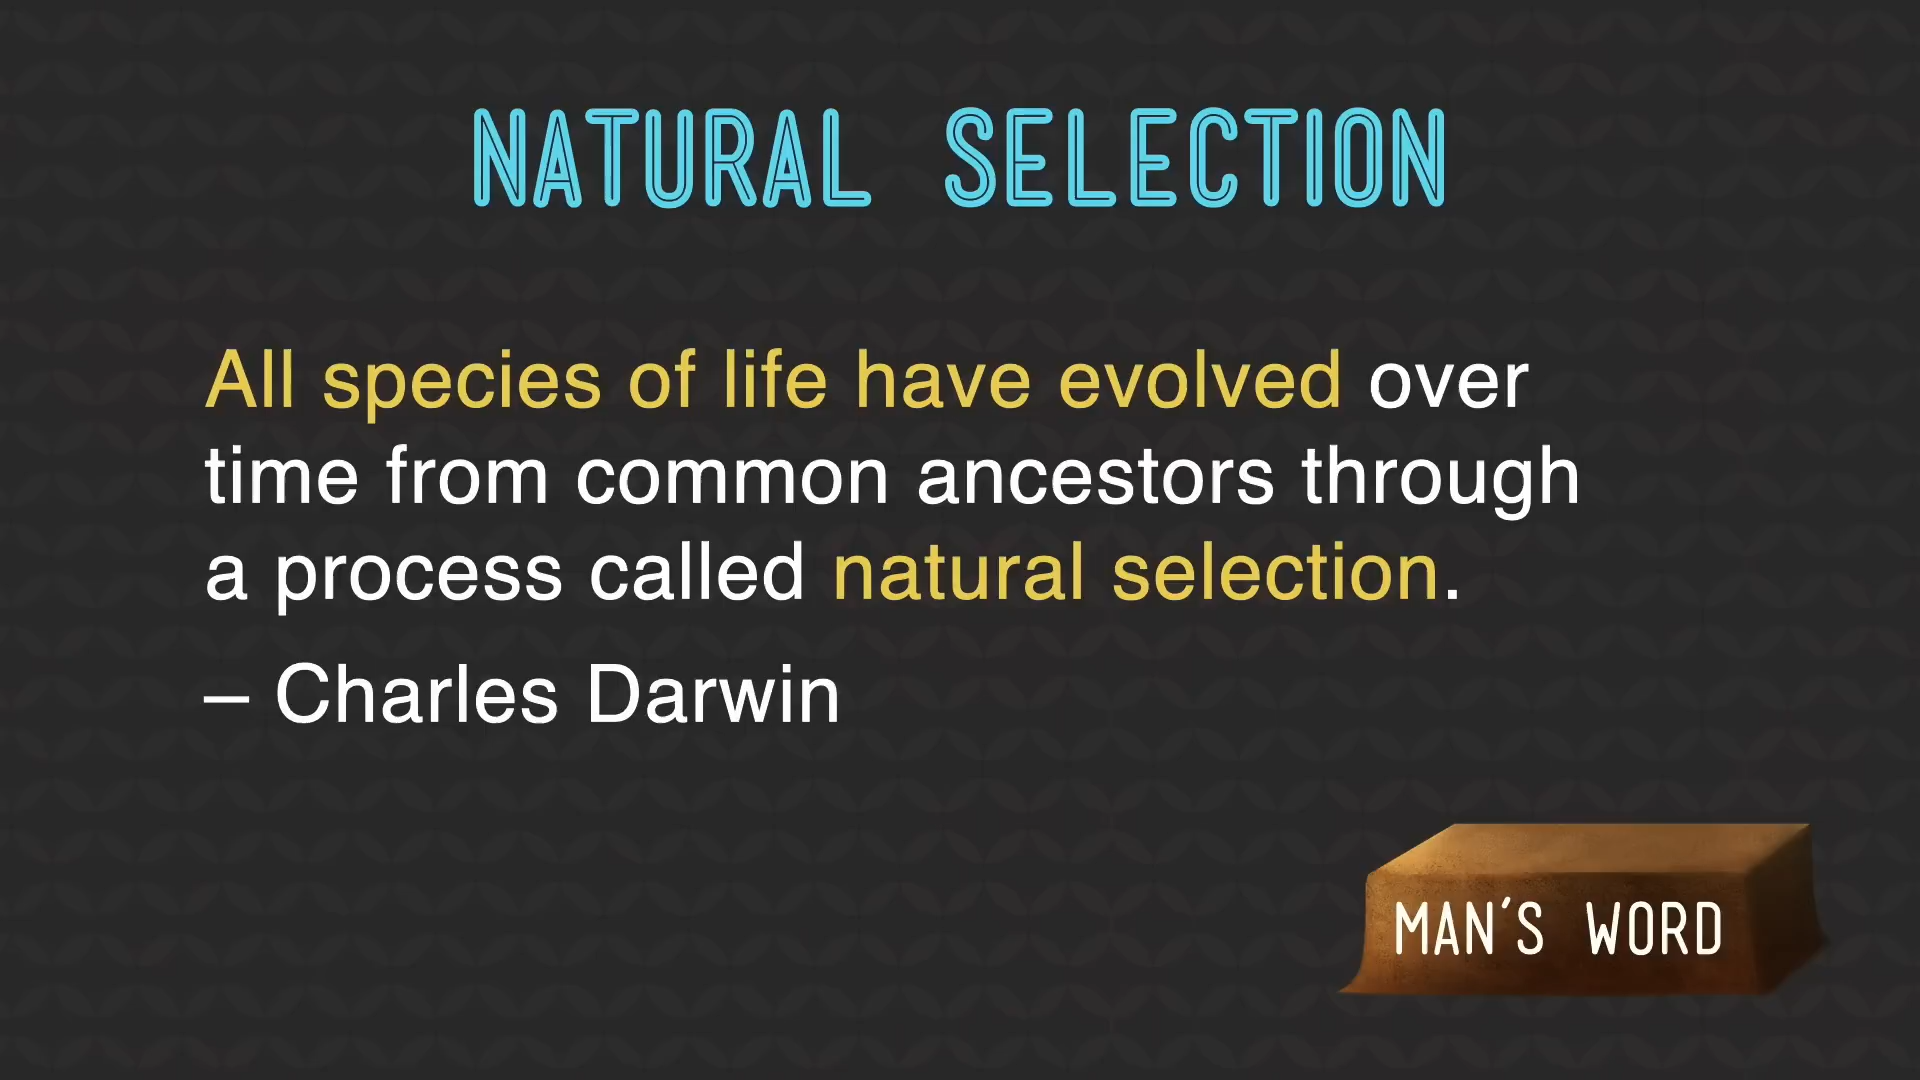 NATURAL SELECTION
All species of life have evolved over
time from common ancestors through
a process called natural selection.
– Charles Darwin
MAN'S WORD